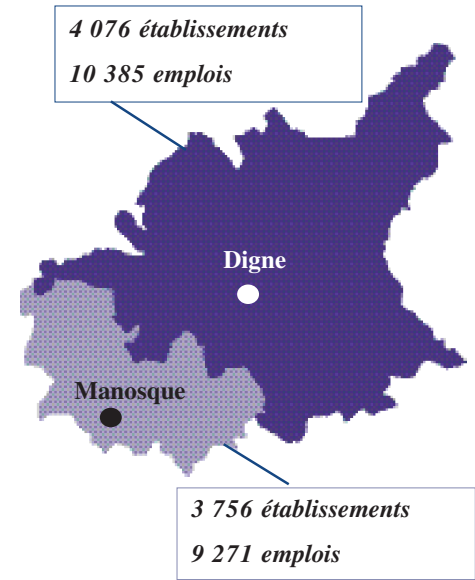 4 076 établissements
10 385 emplois
Digne
Manosque
3 756 établissements
9 271 emplois